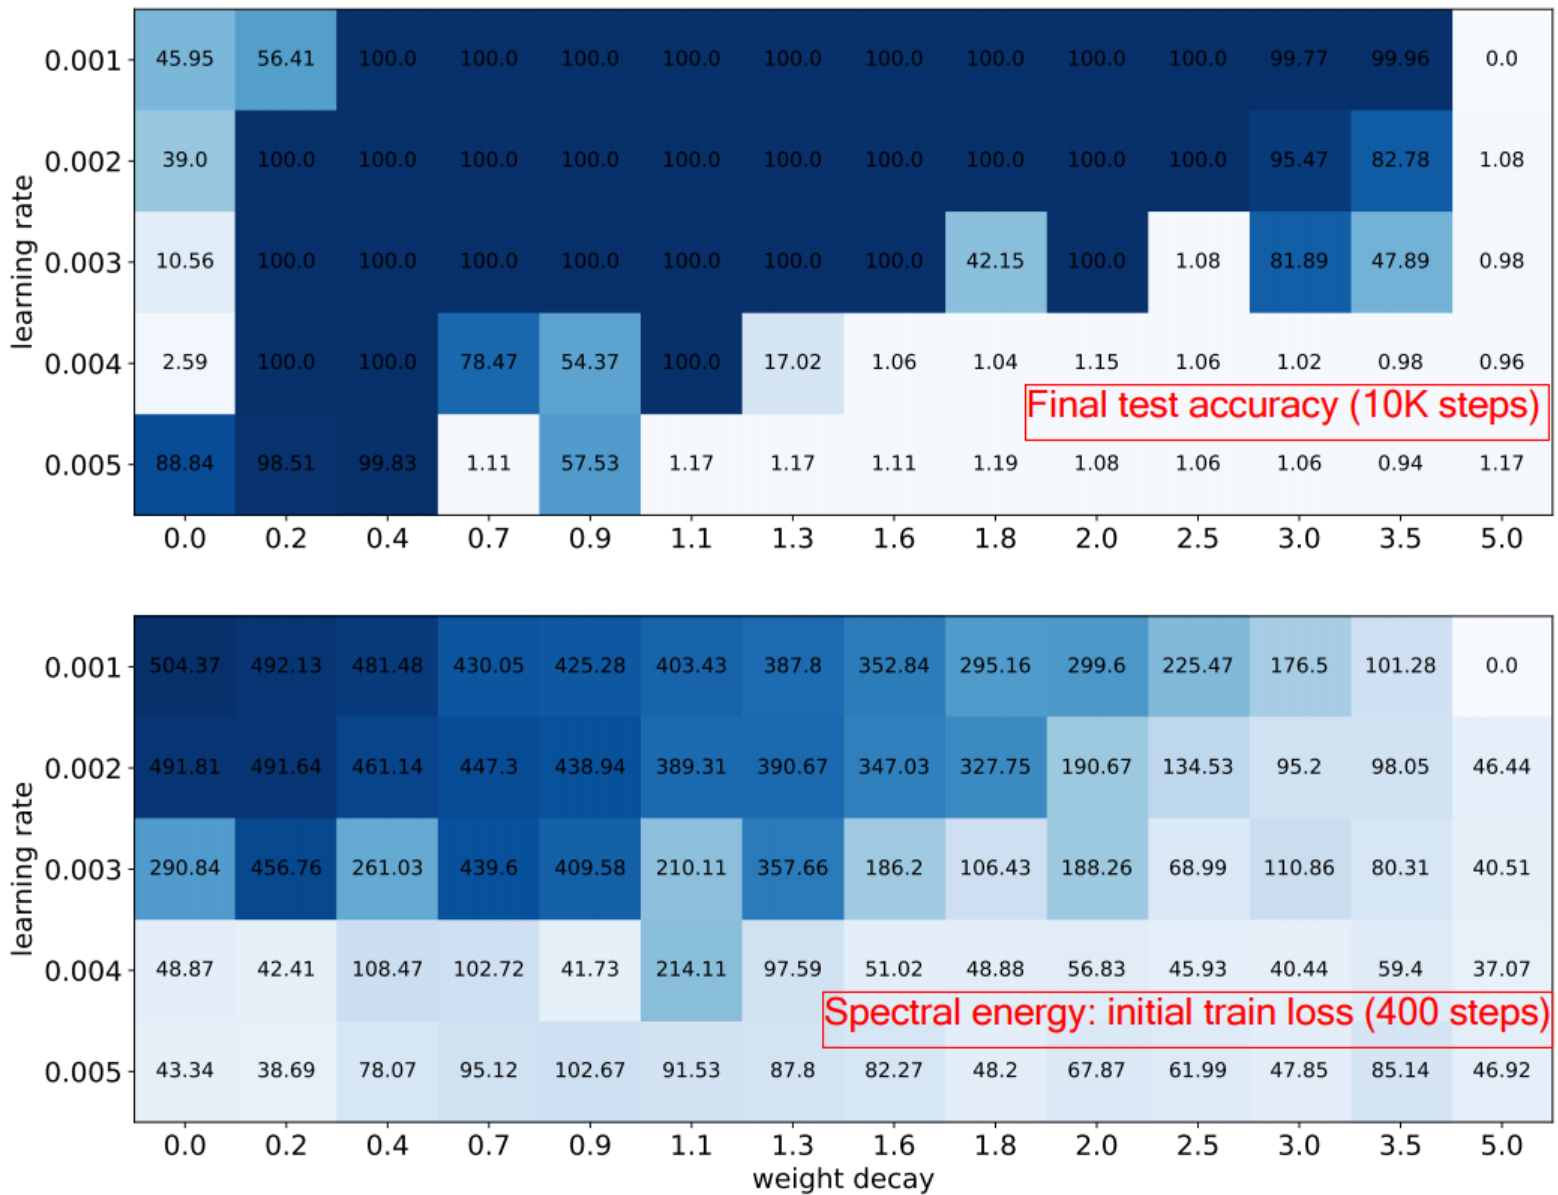 0.001 45.95 56.41 100.0 100.0 100.0 100.0 100.0 100.0 100.0 100.0 100.0 99.77 99.96 0.0
0.002 39.0 100.0 100.0 100.0 100.0 100.0 100.0 100.0 100.0 100.0 100.0 95.47 82.78 1.08
learning rate
0.003 10.56 100.0 100.0 100.0 100.0 100.0 100.0 100.0 42.15 100.0 1.08 81.89 47.89 0.98
0.004 2.59 100.0 100.0 78.47 54.37 100.0 17.02 1.06 1.04 1.15 1.06 1.02 0.98 0.96
Final test accuracy (10K steps)
0.005 88.84 98.51 99.83 1.11 57.53 1.17 1.17 1.11 1.19 1.08 1.06 1.06 0.94 1.17
0.0 0.2 0.4 0.7 0.9 1.1 1.3 1.6 1.8 2.0 2.5 3.0 3.5 5.0
0.001 504.37 492.13 481.48 430.05 425.28 403.43 387.8 352.84 295.16 299.6 225.47 176.5 101.28 0.0
0.002 491.81 491.64 461.14 447.3 438.94 389.31 390.67 347.03 327.75 190.67 134.53 95.2 98.05 46.44
learning rate
0.003 290.84 456.76 261.03 439.6 409.58 210.11 357.66 186.2 106.43 188.26 68.99 110.86 80.31 40.51
0.004 48.87 42.41 108.47 102.72 41.73 214.11 97.59 51.02 48.88 56.83 45.93 40.44 59.4 37.07
Spectral energy: initial train loss (400 steps)
0.005 43.34 38.69 78.07 95.12 102.67 91.53 87.8 82.27 48.2 67.87 61.99 47.85 85.14 46.92
0.0 0.2 0.4 0.7 0.9 1.1 1.3 1.6 1.8 2.0 2.5 3.0 3.5 5.0
weight decay